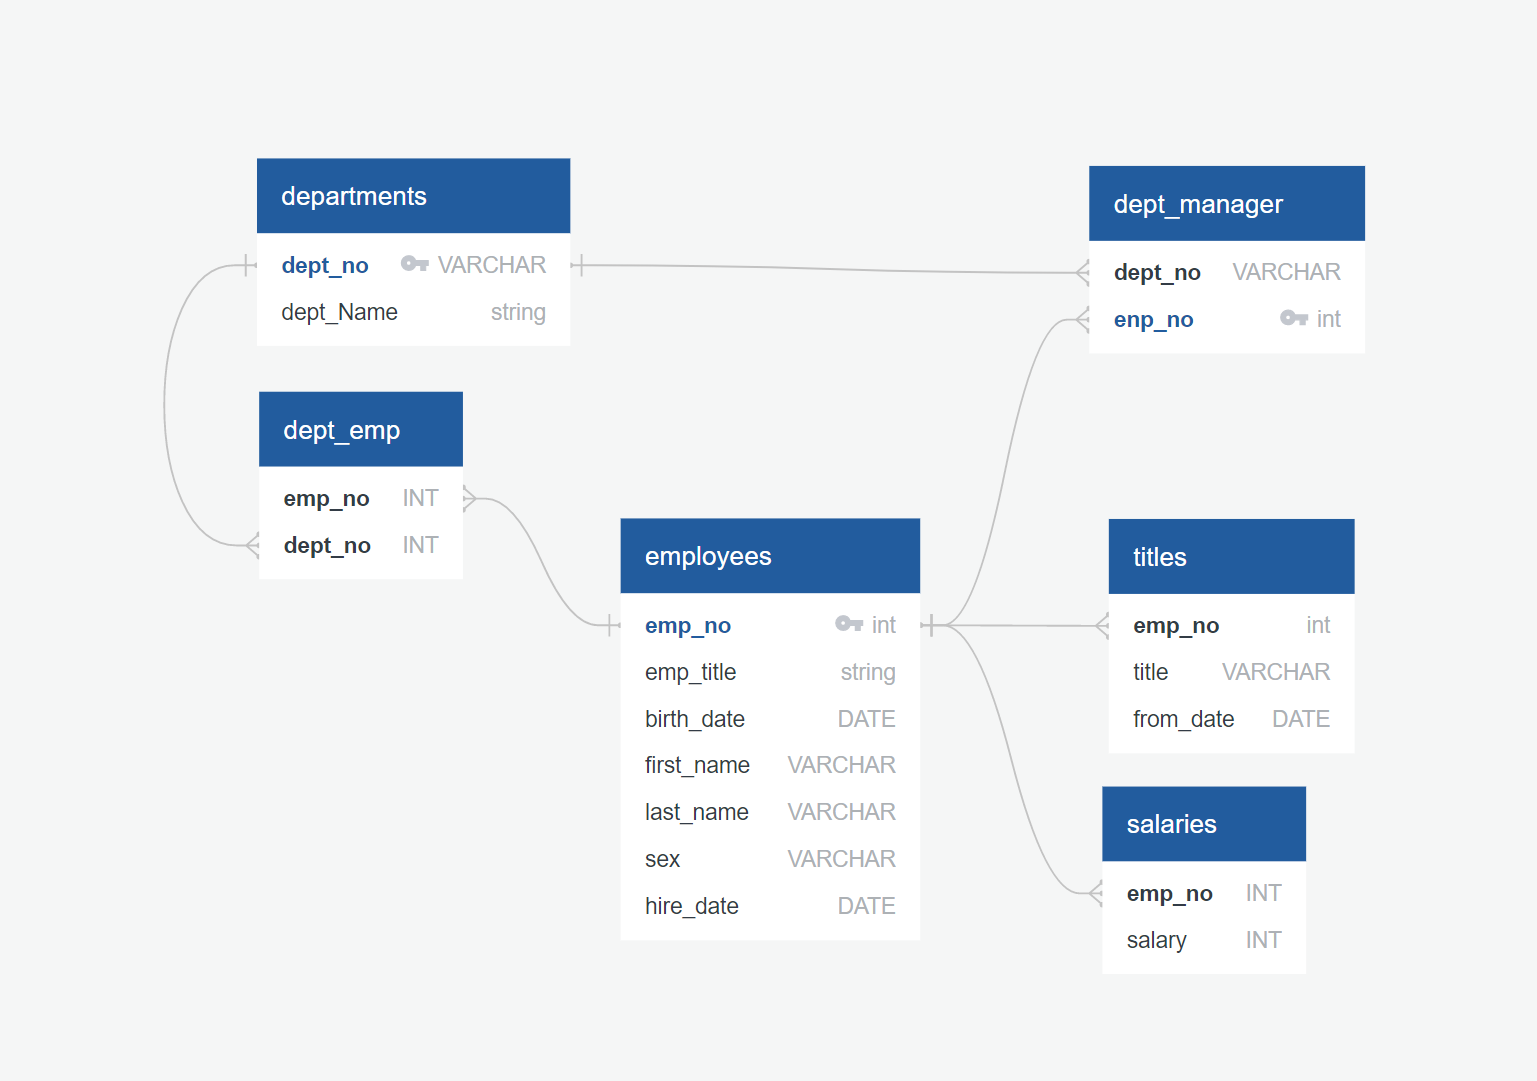 departments
dept_no VARCHAR
dept_Name string
dept_manager
dept_no VARCHAR
enp_no int
dept_emp
emp_no INT
dept_no INT
employees
emp_no int
emp_title string
birth_date DATE
first_name VARCHAR
last_name VARCHAR
sex VARCHAR
hire_date DATE
titles
emp_no int
title VARCHAR
from_date DATE
salaries
emp_no INT
salary INT